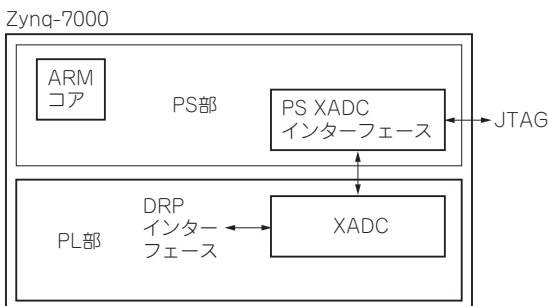 Zynq-7000
ARM
コア
PS部
PS XADC
インターフェース
JTAG
DRP
インター
フェース
XADC
PL部